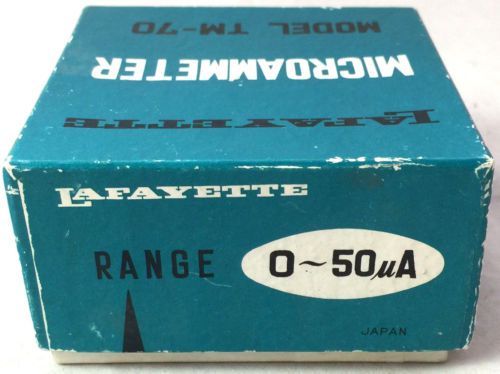 LAFAYETTE
MICROAMMETER
MODEL TM-70
LAFAYETTE
RANGE 0~50µA
JAPAN